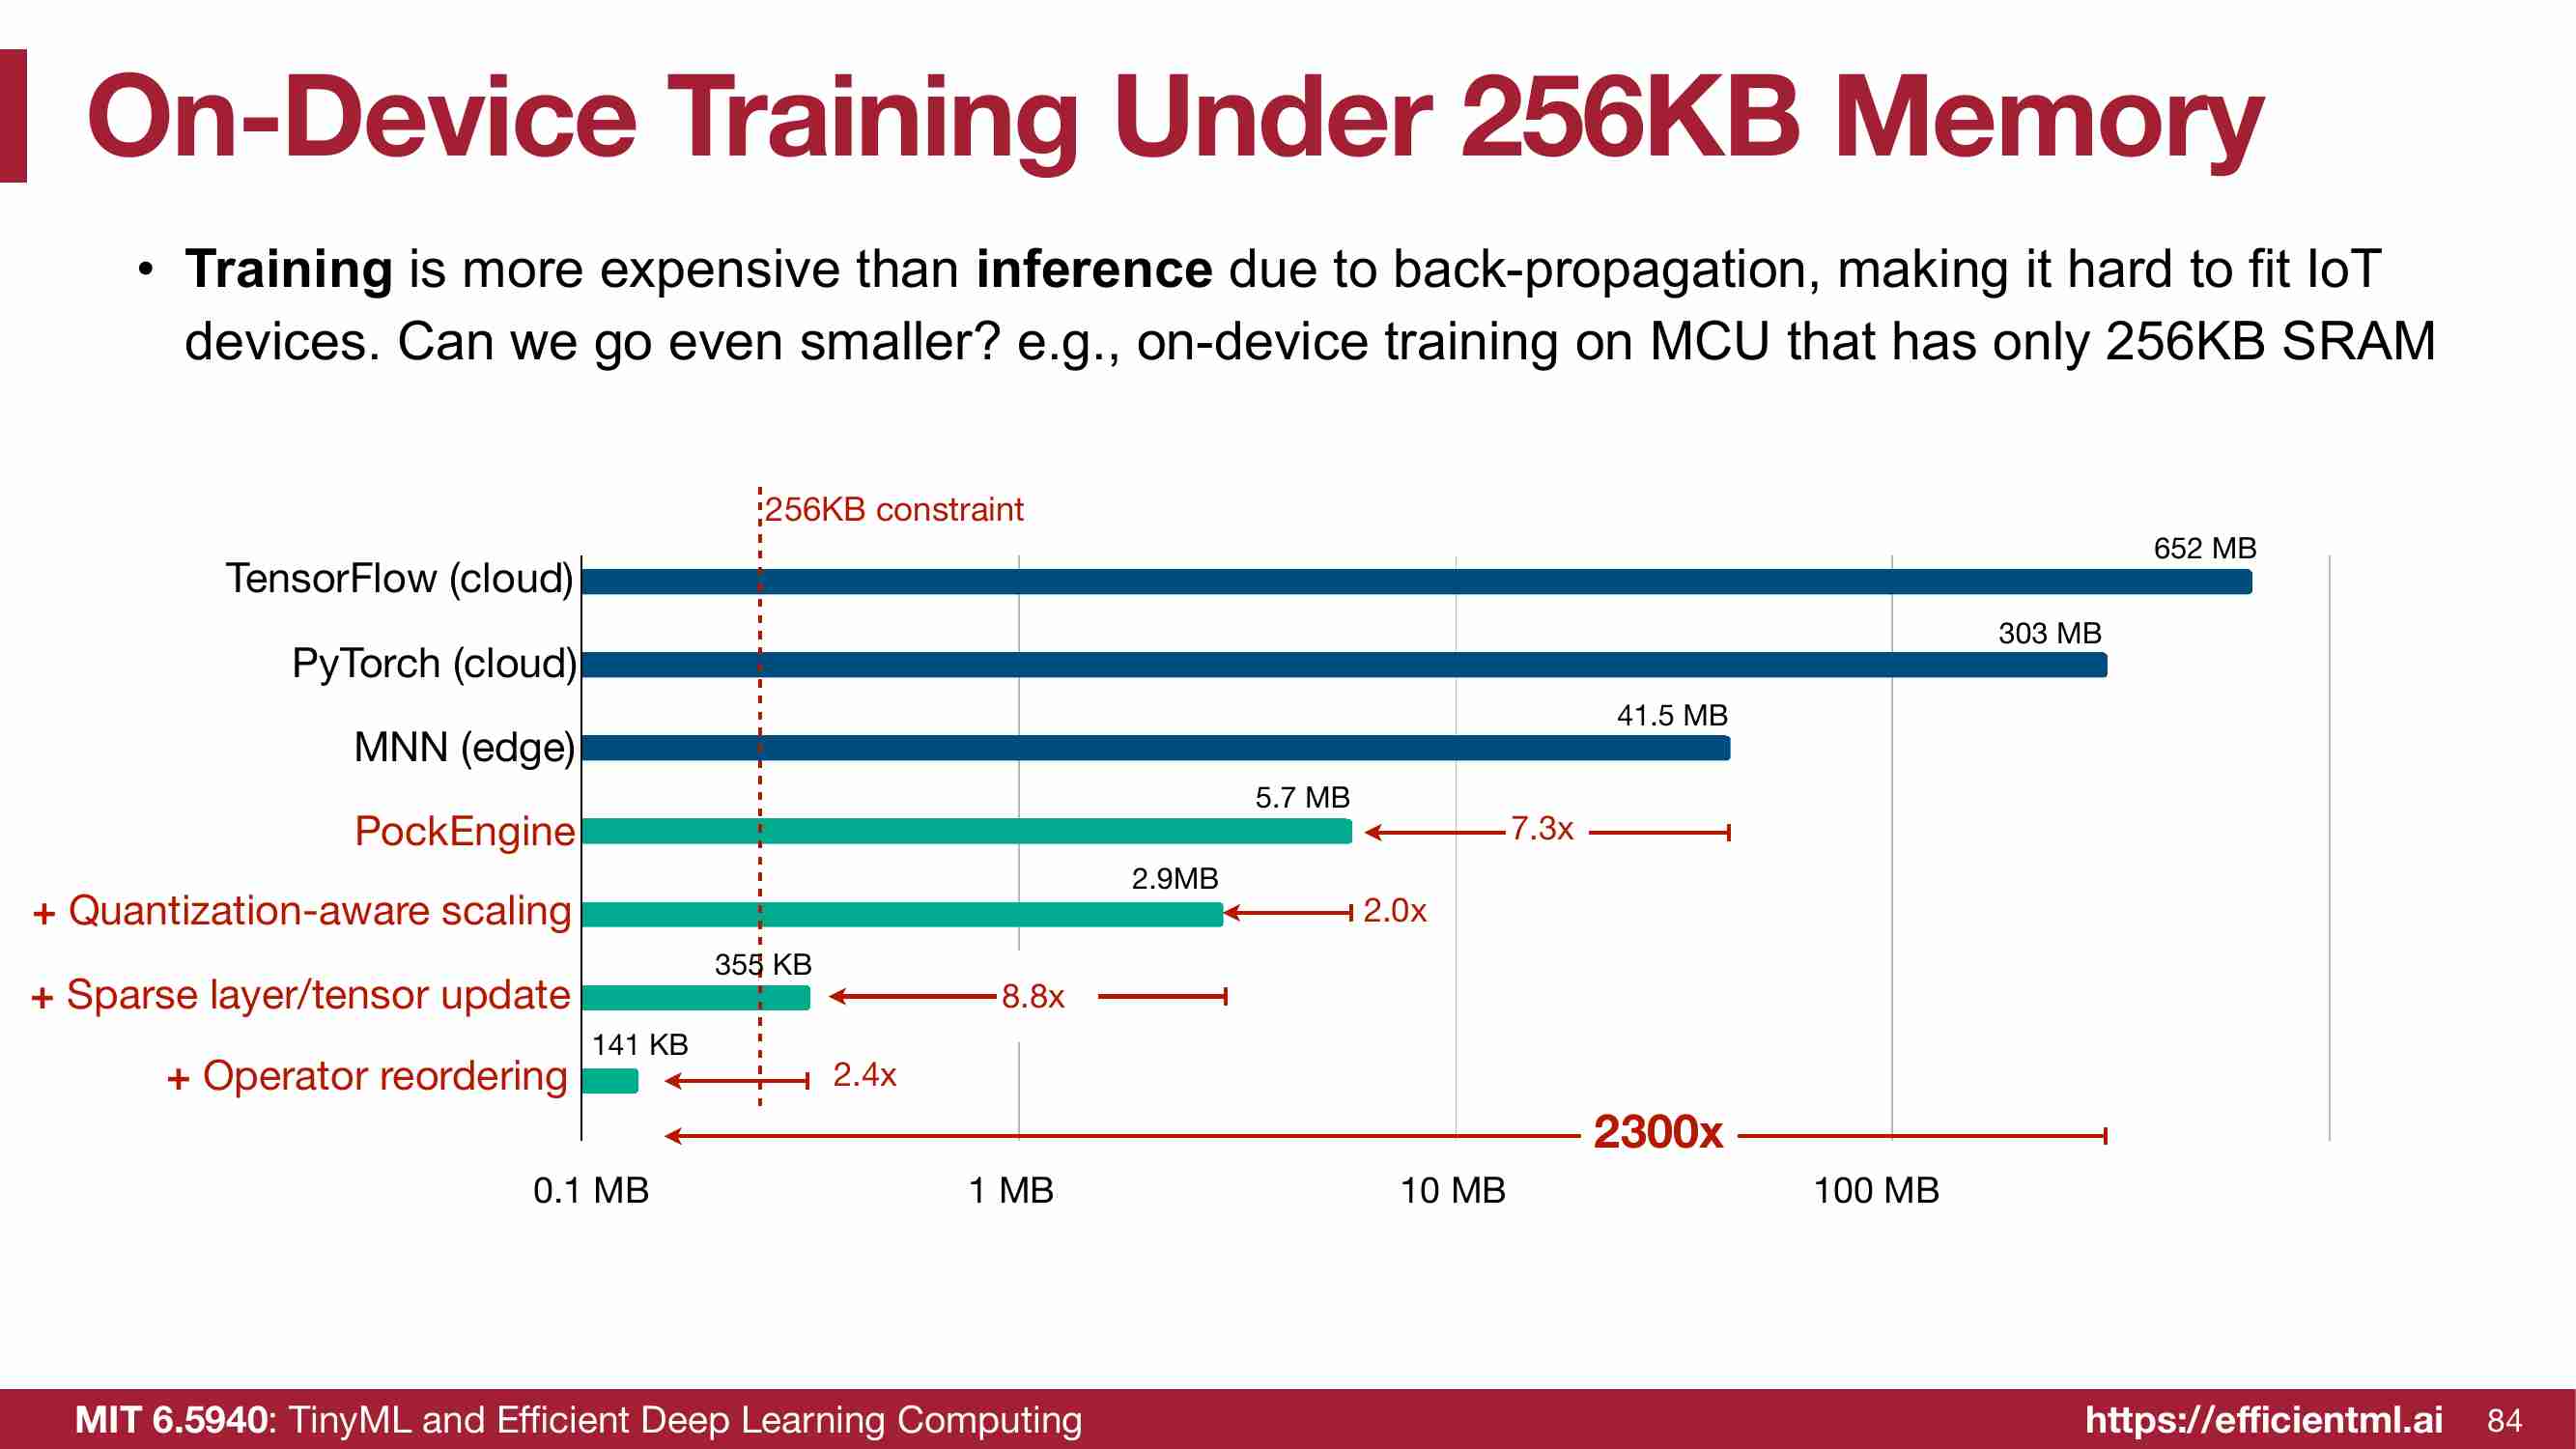 On-Device Training Under 256KB Memory
• Training is more expensive than inference due to back-propagation, making it hard to fit IoT
devices. Can we go even smaller? e.g., on-device training on MCU that has only 256KB SRAM
256KB constraint
652 MB
TensorFlow (cloud)
303 MB
PyTorch (cloud)
41.5 MB
MNN (edge)
5.7 MB
PockEngine
7.3x
2.9MB
+ Quantization-aware scaling
2.0x
355 KB
+ Sparse layer/tensor update
8.8x
141 KB
+ Operator reordering
2.4x
2300x
0.1 MB 1 MB 10 MB 100 MB
MIT 6.5940: TinyML and Efficient Deep Learning Computing
https://efficientml.ai 84